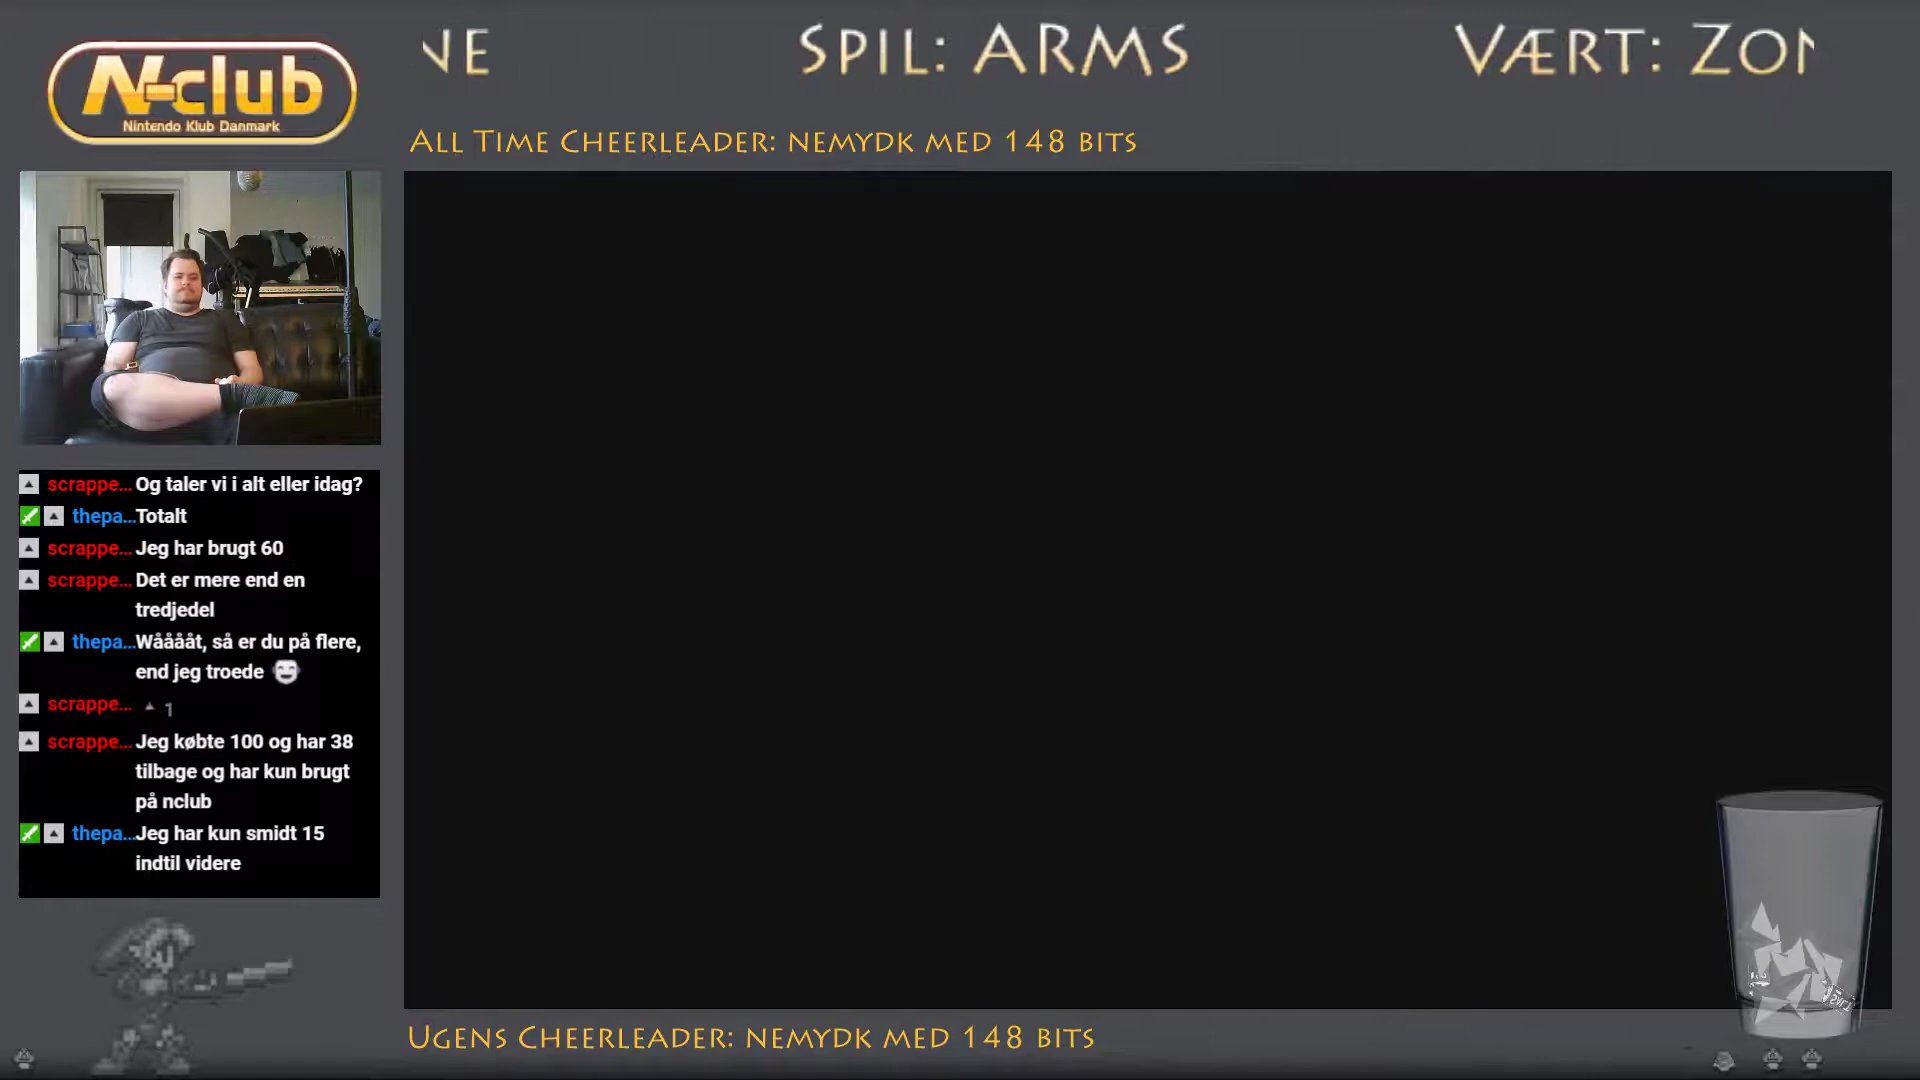 N-club
Nintendo Klub Danmark
NE
SPIL: ARMS
VÆRT: ZON
ALL TIME CHEERLEADER: NEMYDK MED 148 BITS
scrappe... Og taler vi i alt eller idag?
thepa... Totalt
scrappe... Jeg har brugt 60
scrappe... Det er mere end en
tredjedel
thepa... Wååååt, så er du på flere,
end jeg troede
scrappe... 1
scrappe... Jeg købte 100 og har 38
tilbage og har kun brugt
på nclub
thepa... Jeg har kun smidt 15
indtil videre
UGENS CHEERLEADER: NEMYDK MED 148 BITS